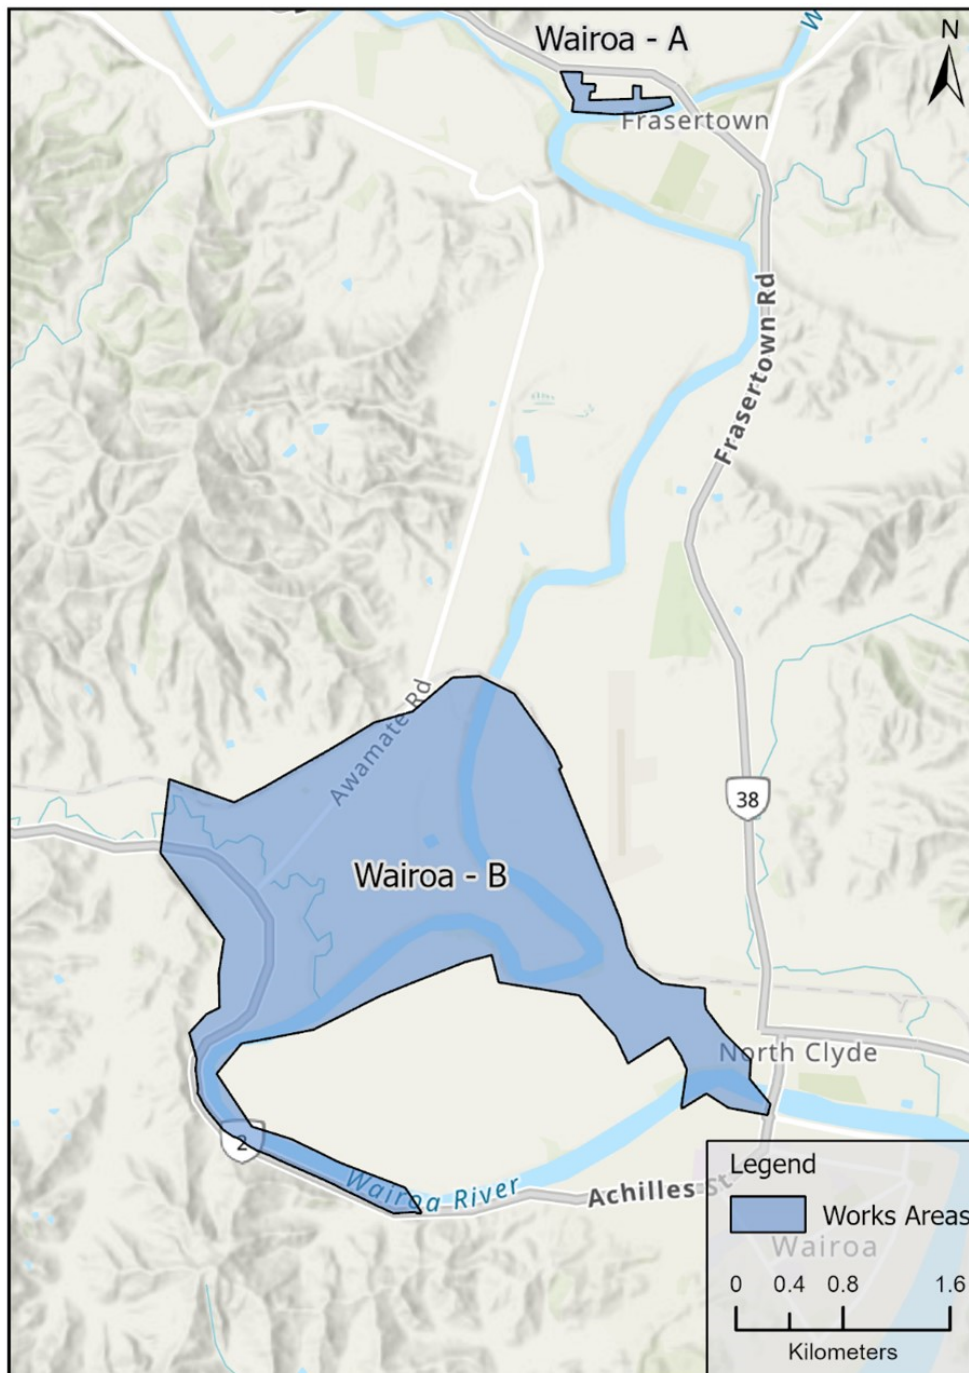 Wairoa - A
N
Frasertown
Frasertown Rd
Awamate Rd
38
Wairoa - B
North Clyde
2
Wairoa River
Achilles St
Legend
Works Areas
Wairoa
0 0.4 0.8 1.6
Kilometers